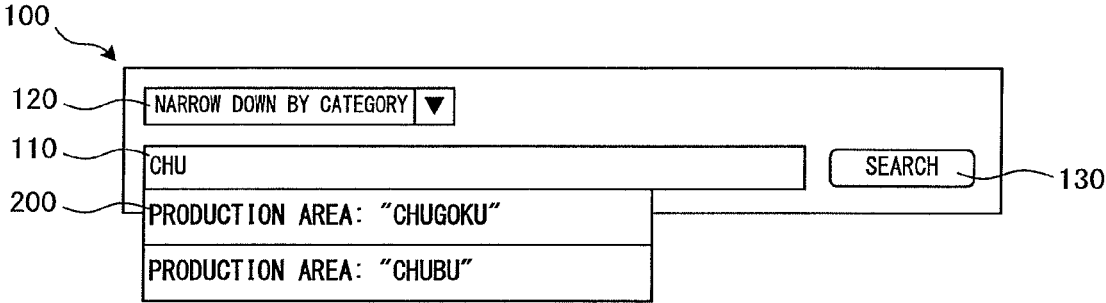 100
120
NARROW DOWN BY CATEGORY ▼
110
CHU
SEARCH
130
200
PRODUCTION AREA: "CHUGOKU"
PRODUCTION AREA: "CHUBU"